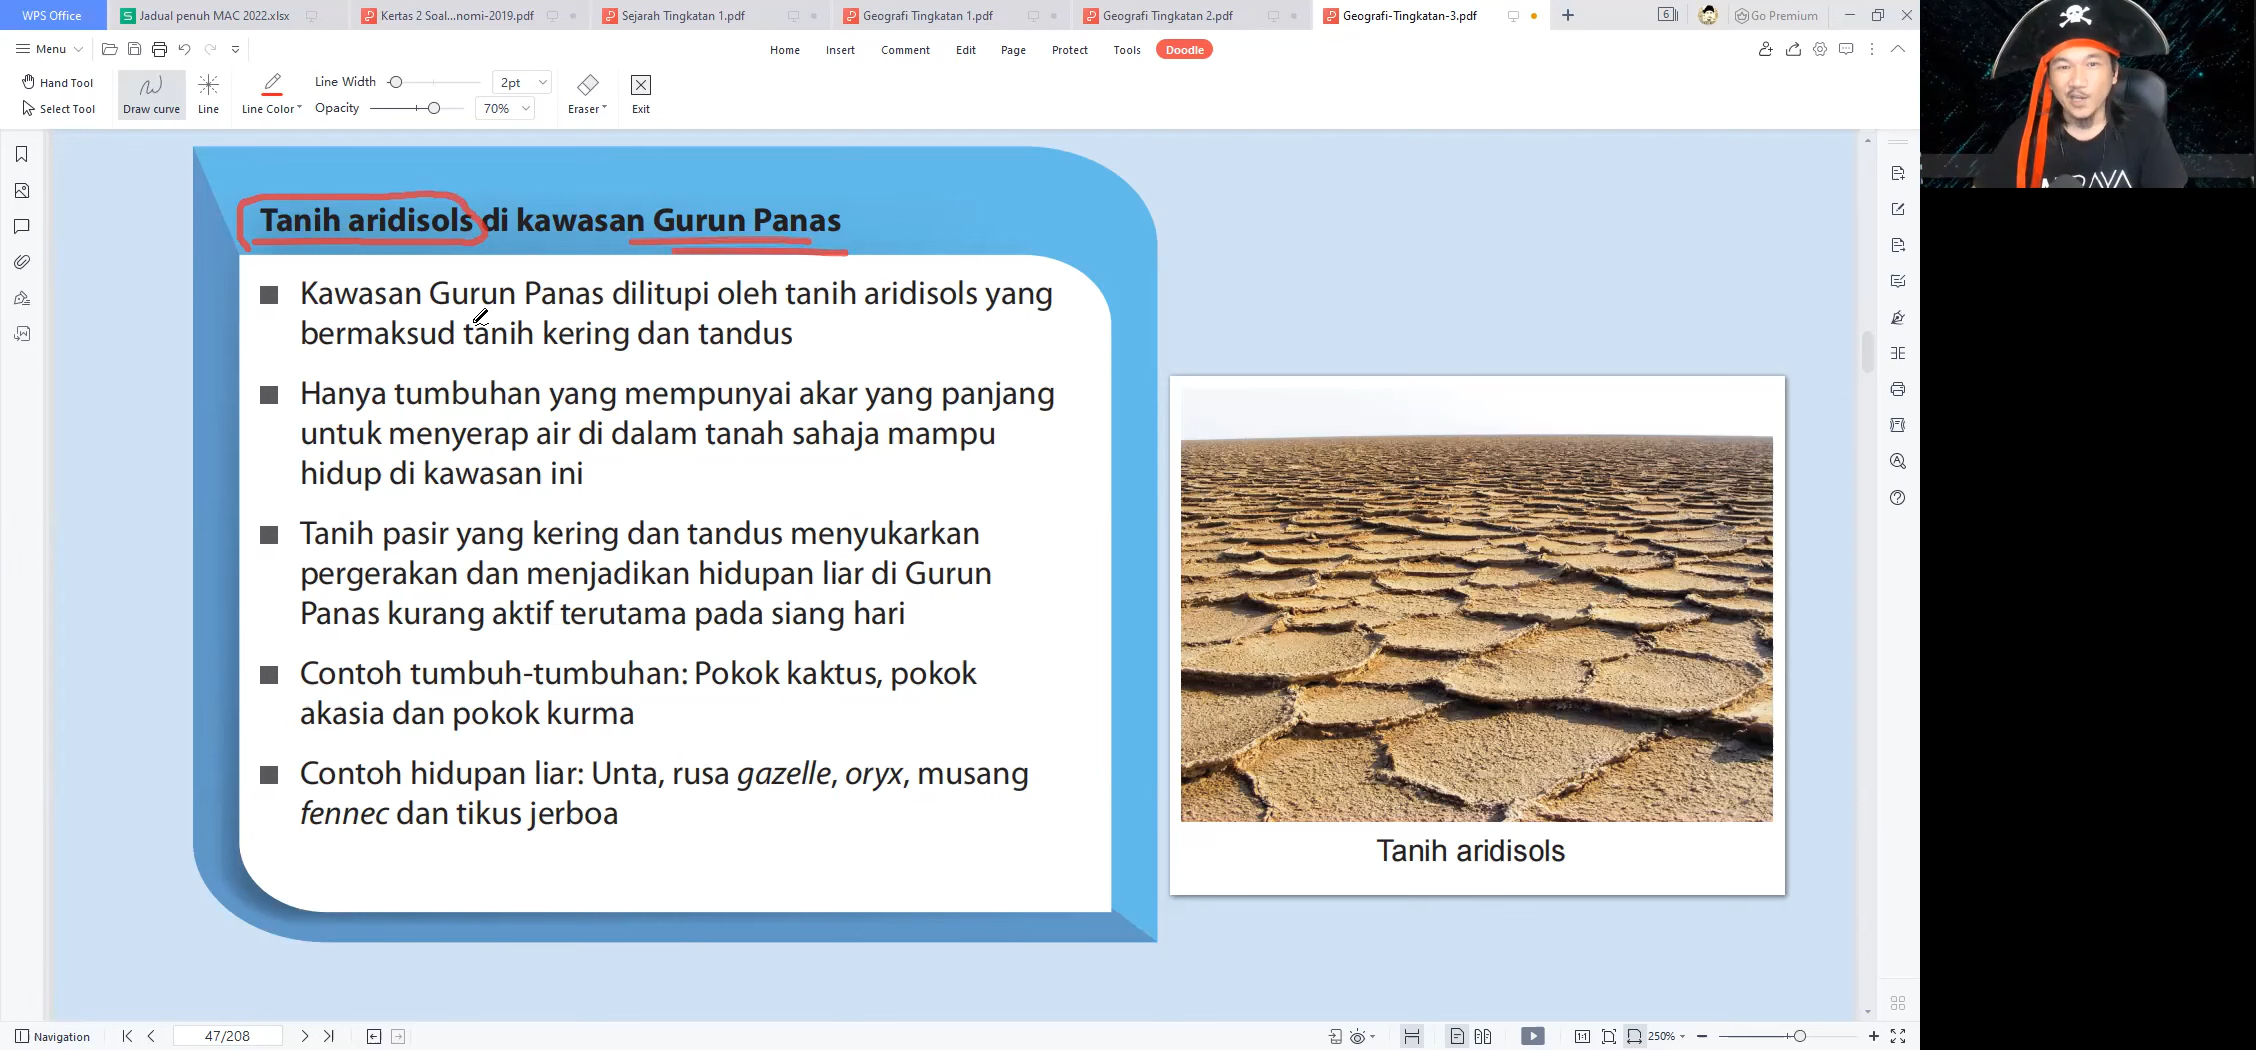 WPS Office
Jadual penuh MAC 2022.xlsx
Kertas 2 Soal...nomi-2019.pdf
Sejarah Tingkatan 1.pdf
Geografi Tingkatan 1.pdf
Geografi Tingkatan 2.pdf
Geografi-Tingkatan-3.pdf
6
Go Premium
Menu
Home
Insert
Comment
Edit
Page
Protect
Tools
Doodle
Hand Tool
Select Tool
Draw curve
Line
Line Color
Line Width
2pt
Opacity
70%
Eraser
Exit
Tanih aridisols di kawasan Gurun Panas
Kawasan Gurun Panas dilitupi oleh tanih aridisols yang
bermaksud tanih kering dan tandus
Hanya tumbuhan yang mempunyai akar yang panjang
untuk menyerap air di dalam tanah sahaja mampu
hidup di kawasan ini
Tanih pasir yang kering dan tandus menyukarkan
pergerakan dan menjadikan hidupan liar di Gurun
Panas kurang aktif terutama pada siang hari
Contoh tumbuh-tumbuhan: Pokok kaktus, pokok
akasia dan pokok kurma
Contoh hidupan liar: Unta, rusa gazelle, oryx, musang
fennec dan tikus jerboa
Tanih aridisols
Navigation
47/208
1:1
250%